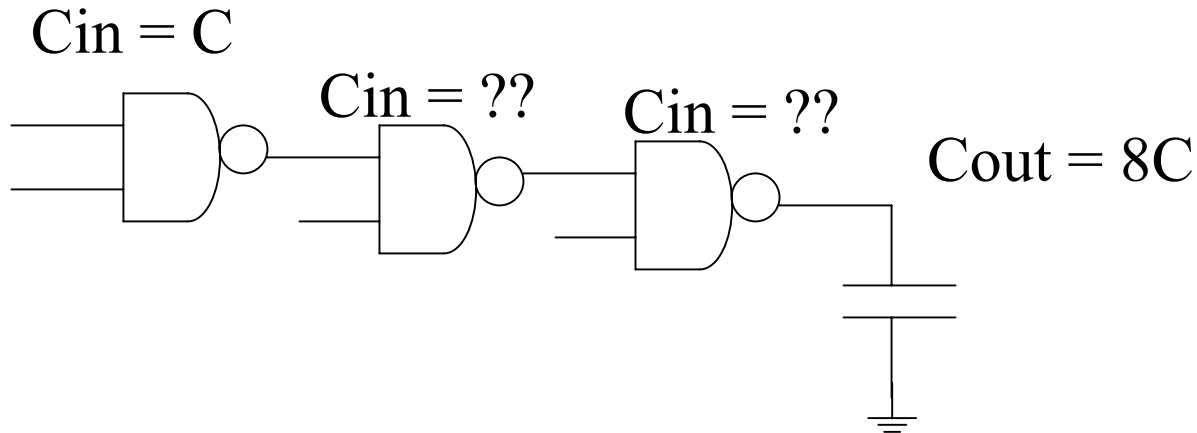 Cin = C
Cin = ??
Cin = ??
Cout = 8C